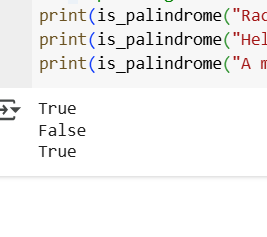 print(is_palindrome("Rac
print(is_palindrome("Hel
print(is_palindrome("A m
True
False
True